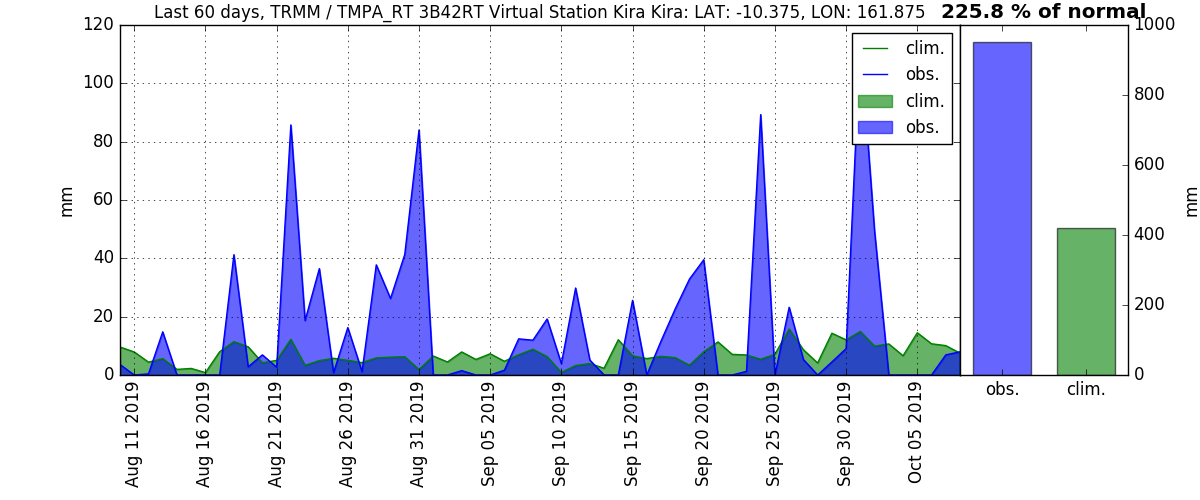 Last 60 days, TRMM / TMPA_RT 3B42RT Virtual Station Kira Kira: LAT: -10.375, LON: 161.875 225.8 % of normal
120
100
80
60
40
20
0
mm
clim.
obs.
clim.
obs.
1000
800
600
400
200
0
mm
obs. clim.
Aug 11 2019
Aug 16 2019
Aug 21 2019
Aug 26 2019
Aug 31 2019
Sep 05 2019
Sep 10 2019
Sep 15 2019
Sep 20 2019
Sep 25 2019
Sep 30 2019
Oct 05 2019